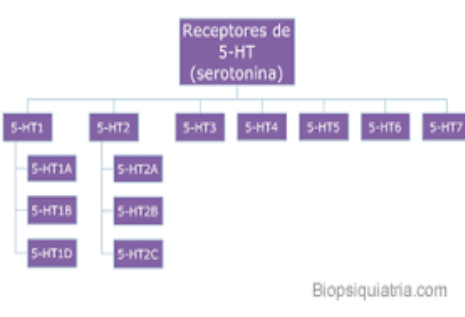 Receptores de
5-HT
(serotonina)
5-HT1
5-HT2
5-HT3
5-HT4
5-HT5
5-HT6
5-HT7
5-HT1A
5-HT2A
5-HT1B
5-HT2B
5-HT1D
5-HT2C
Biopsiquiatria.com